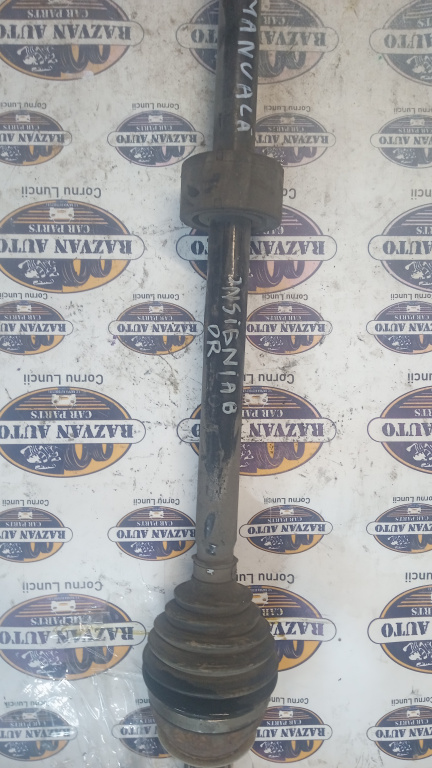 MANUALA
INSIGNIA B
DR
Cornu Luncii
CAR PARTS
RAZVAN AUTO